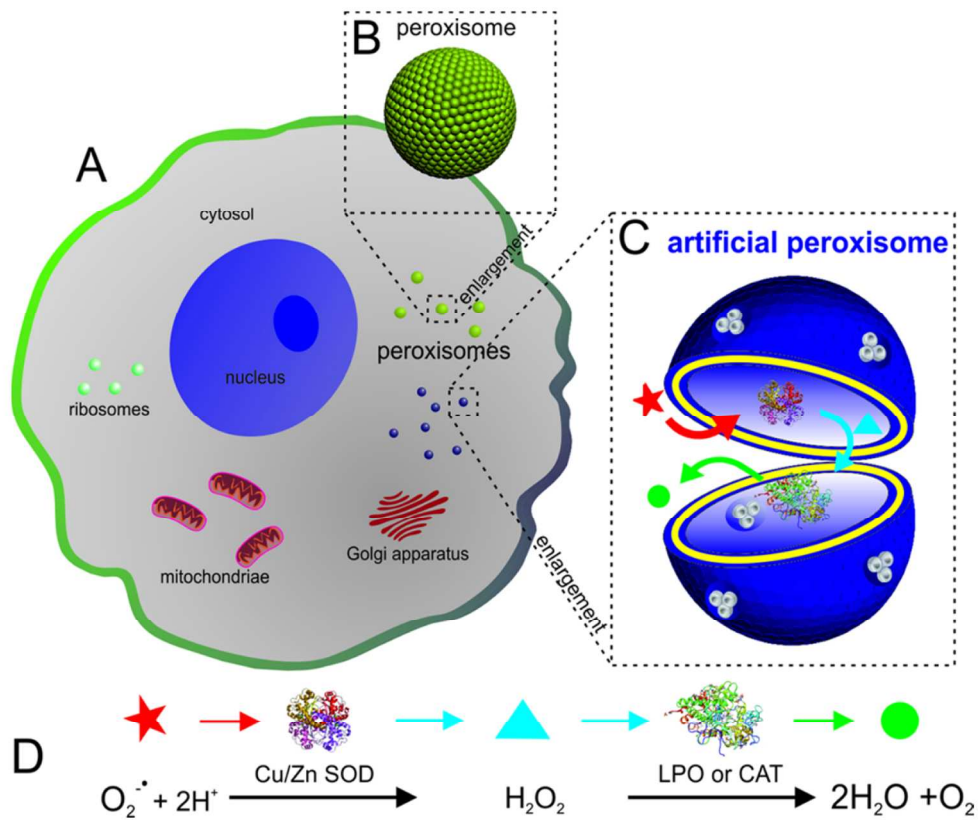 B
peroxisome
A
cytosol
enlargement
C
artificial peroxisome
peroxisomes
nucleus
ribosomes
Golgi apparatus
mitochondriae
enlargement
D
Cu/Zn SOD
LPO or CAT
O₂⁻• + 2H⁺
H₂O₂
2H₂O +O₂